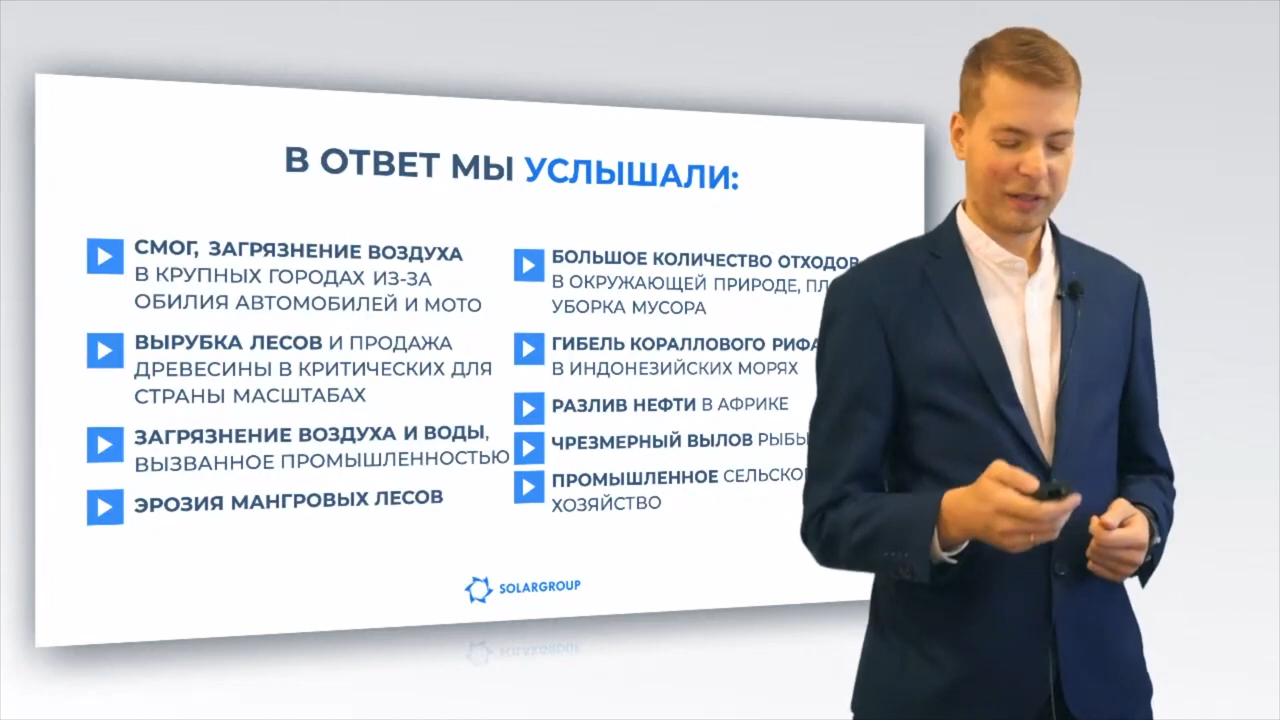 В ОТВЕТ МЫ УСЛЫШАЛИ:
СМОГ, ЗАГРЯЗНЕНИЕ ВОЗДУХА
В КРУПНЫХ ГОРОДАХ ИЗ-ЗА
ОБИЛИЯ АВТОМОБИЛЕЙ И МОТО
ВЫРУБКА ЛЕСОВ И ПРОДАЖА
ДРЕВЕСИНЫ В КРИТИЧЕСКИХ ДЛЯ
СТРАНЫ МАСШТАБАХ
ЗАГРЯЗНЕНИЕ ВОЗДУХА И ВОДЫ,
ВЫЗВАННОЕ ПРОМЫШЛЕННОСТЬЮ
ЭРОЗИЯ МАНГРОВЫХ ЛЕСОВ
БОЛЬШОЕ КОЛИЧЕСТВО ОТХОДОВ
В ОКРУЖАЮЩЕЙ ПРИРОДЕ,
УБОРКА МУСОРА
ГИБЕЛЬ КОРАЛЛОВОГО
В ИНДОНЕЗИЙСКИХ МОРЯХ
РАЗЛИВ НЕФТИ В АФРИКЕ
ЧРЕЗМЕРНЫЙ ВЫЛОВ РЫБЫ
ПРОМЫШЛЕННОЕ
ХОЗЯЙСТВО
SOLARGROUP